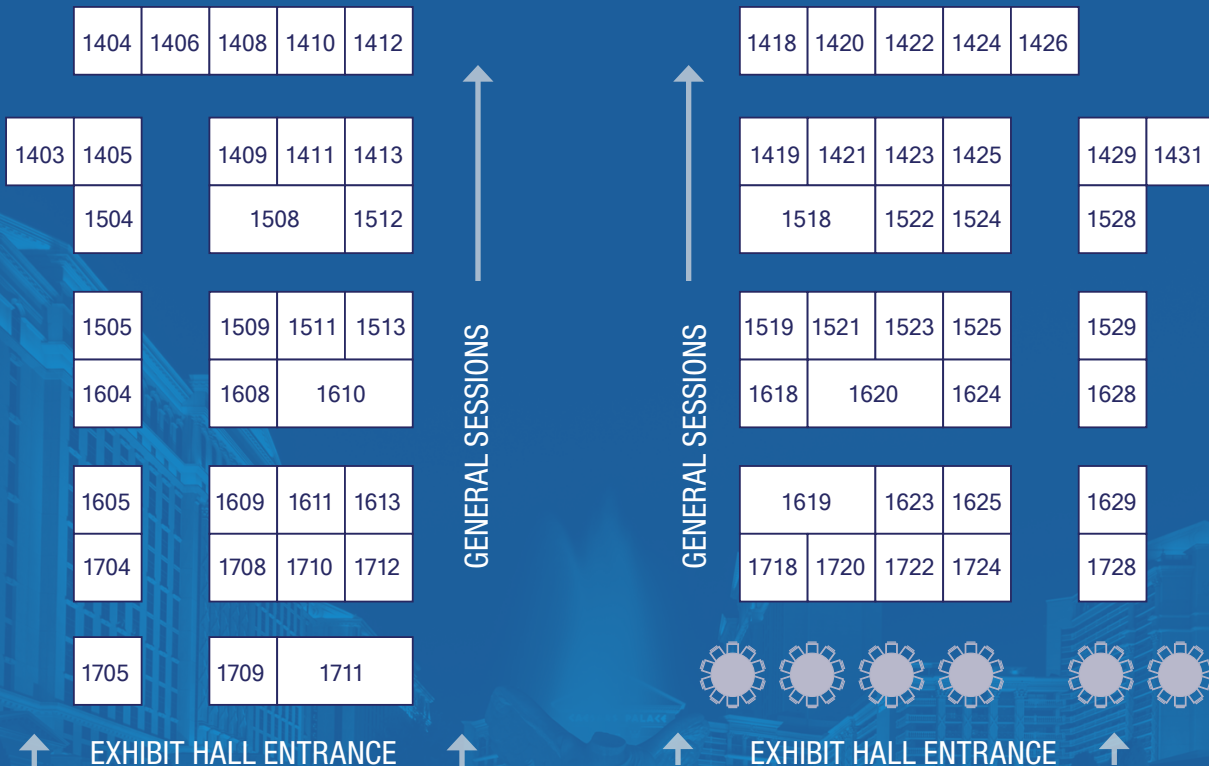 1404 1406 1408 1410 1412
1418 1420 1422 1424 1426
1403 1405 1409 1411 1413
1419 1421 1423 1425 1429 1431
1504 1508 1512
1518 1522 1524 1528
1505 1509 1511 1513
1519 1521 1523 1525 1529
1604 1608 1610
1618 1620 1624 1628
GENERAL SESSIONS
GENERAL SESSIONS
1605 1609 1611 1613
1619 1623 1625 1629
1704 1708 1710 1712
1718 1720 1722 1724 1728
1705 1709 1711
EXHIBIT HALL ENTRANCE
EXHIBIT HALL ENTRANCE